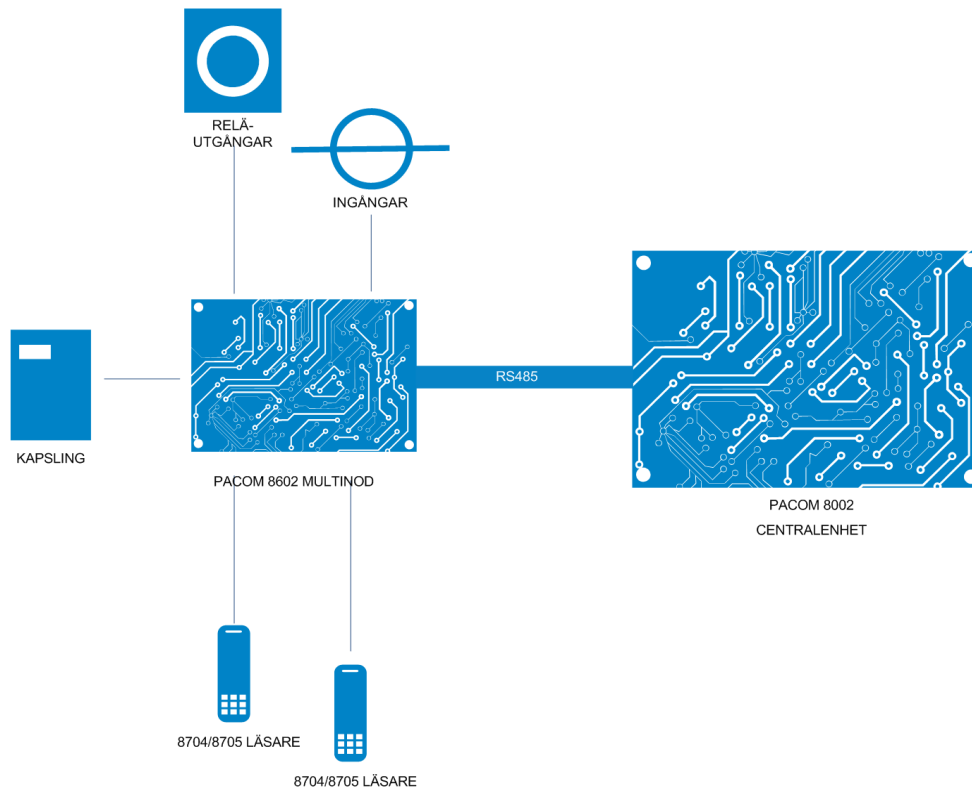 RELÄ-
UTGÅNGAR
INGÅNGAR
RS485
KAPSLING
PACOM 8602 MULTINOD
PACOM 8002
CENTRALENHET
8704/8705 LÄSARE
8704/8705 LÄSARE